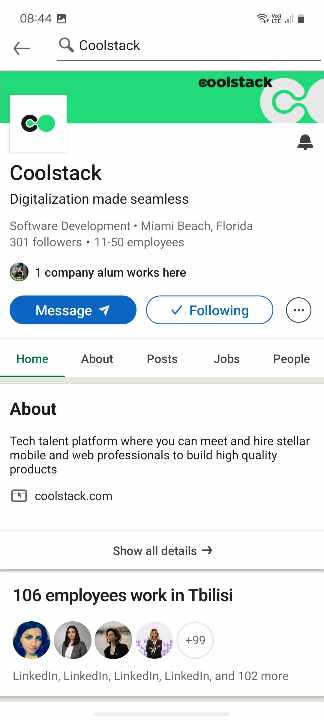 08:44
Coolstack
coolstack
Coolstack
Digitalization made seamless
Software Development • Miami Beach, Florida
301 followers • 11-50 employees
1 company alum works here
Message
Following
Home About Posts Jobs People
About
Tech talent platform where you can meet and hire stellar
mobile and web professionals to build high quality
products
coolstack.com
Show all details →
106 employees work in Tbilisi
+99
LinkedIn, LinkedIn, LinkedIn, LinkedIn, and 102 more